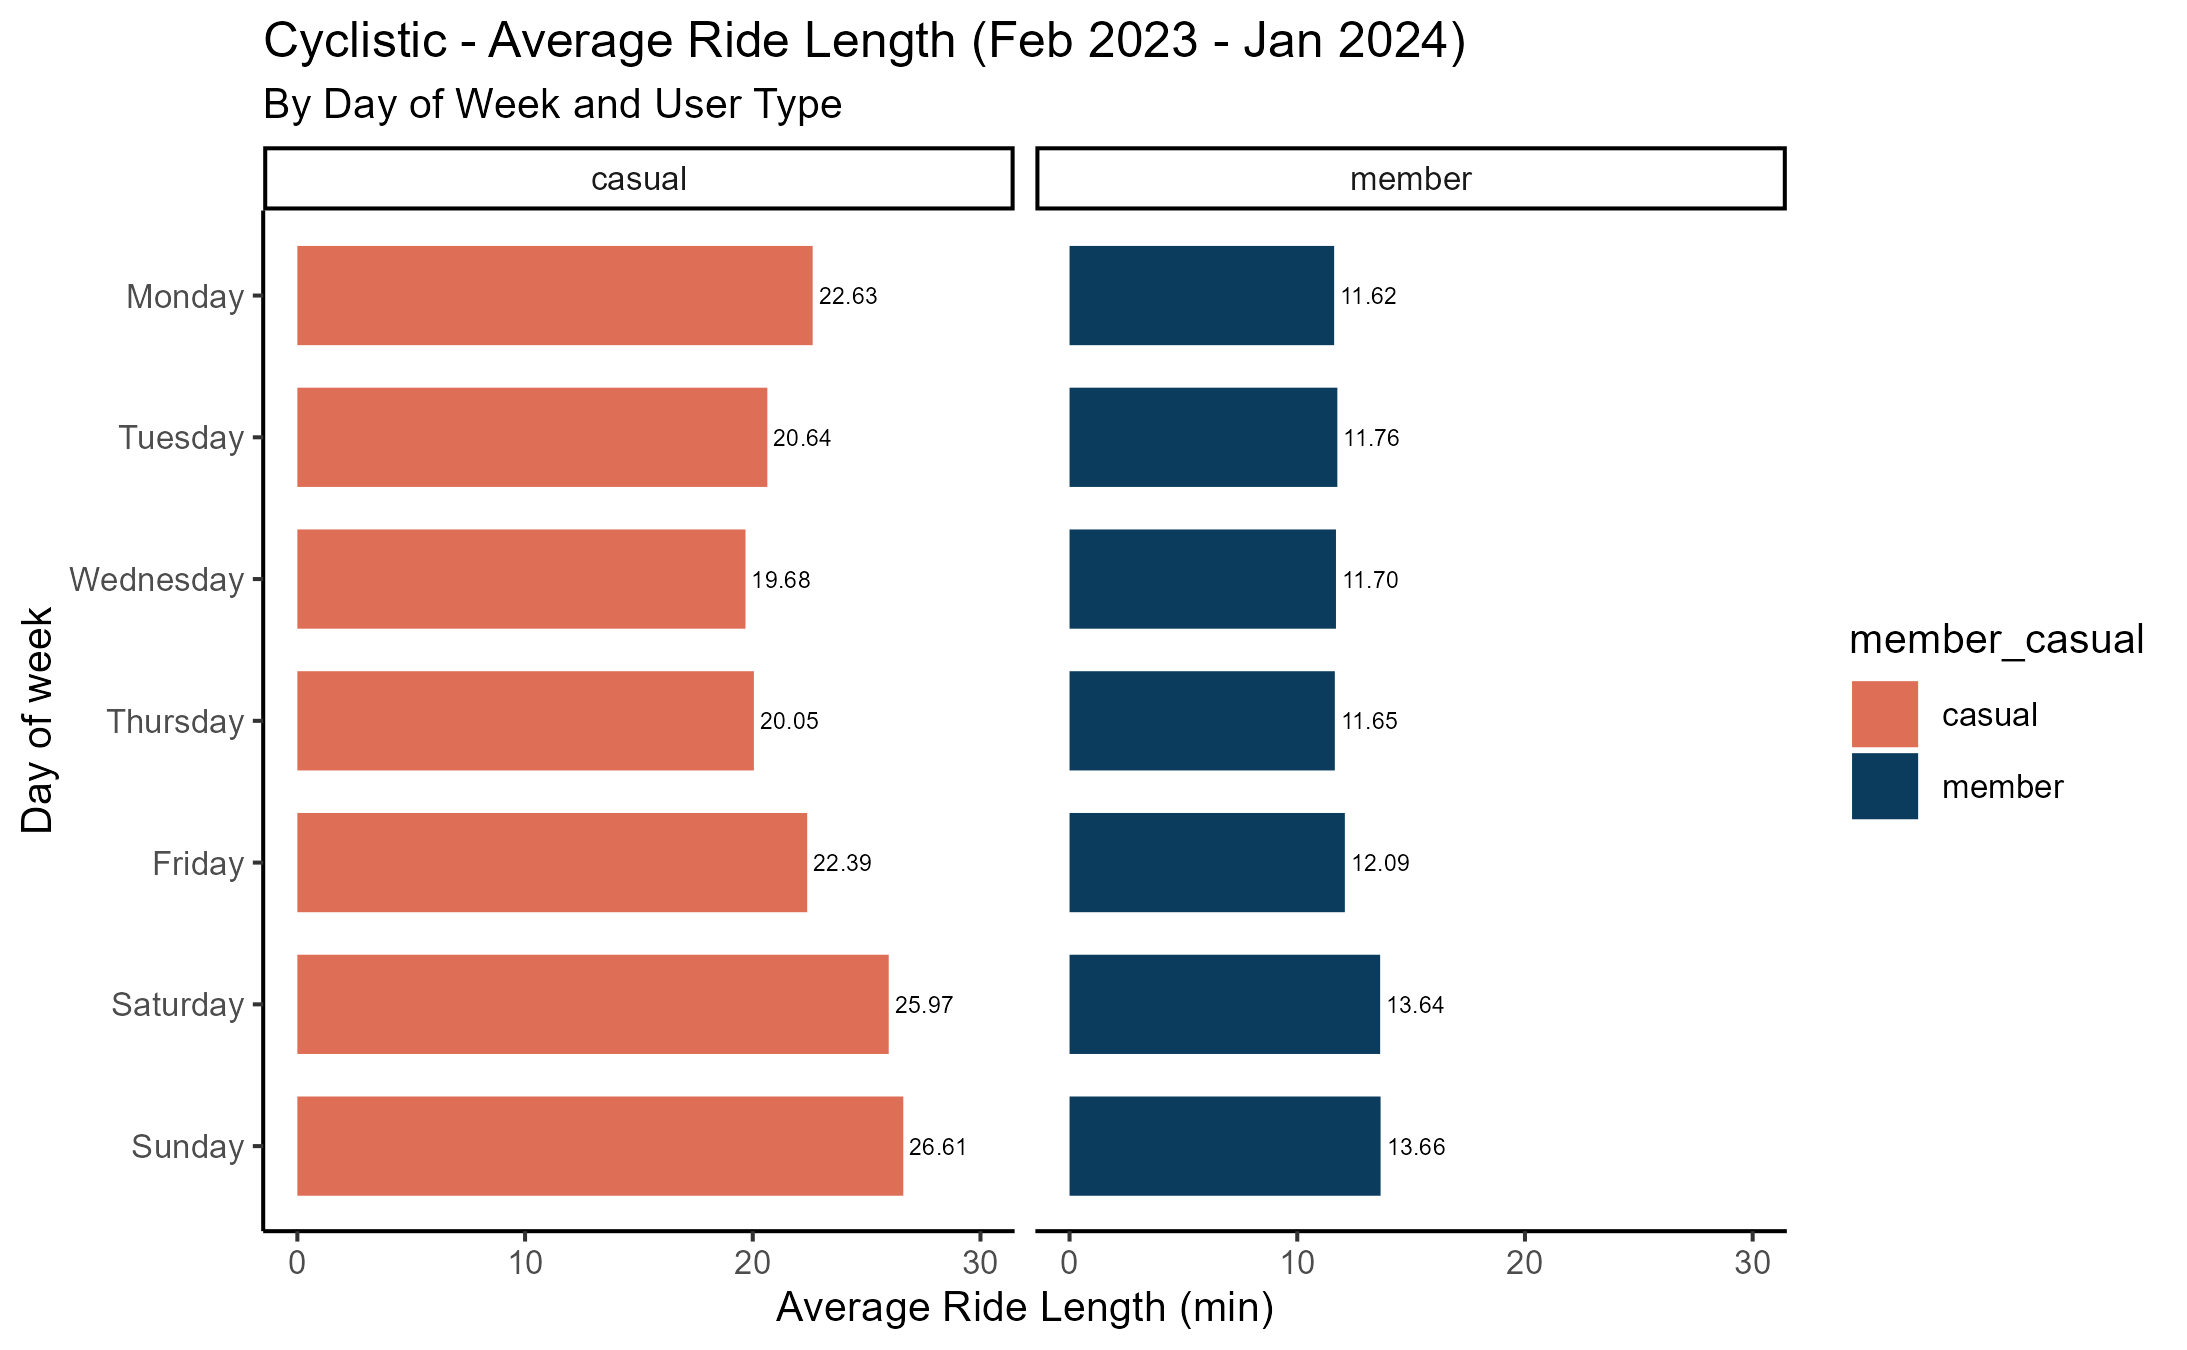 Cyclistic - Average Ride Length (Feb 2023 - Jan 2024)
By Day of Week and User Type
casual
member
Monday
22.63
11.62
Tuesday
20.64
11.76
Wednesday
19.68
11.70
Thursday
20.05
11.65
Friday
22.39
12.09
Saturday
25.97
13.64
Sunday
26.61
13.66
0
10
20
30
0
10
20
30
Average Ride Length (min)
Day of week
member_casual
casual
member